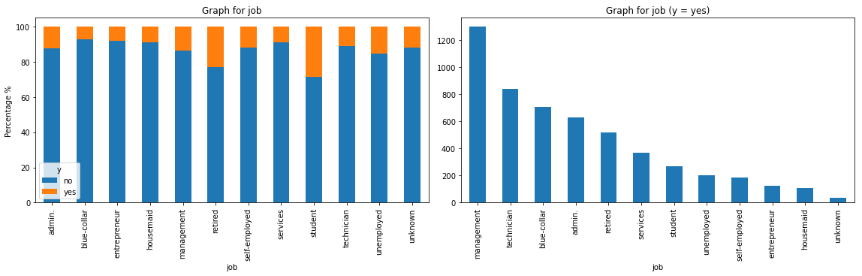 Graph for job
Percentage %
100
80
60
40
20
0
y
no
yes
admin.
blue-collar
entrepreneur
housemaid
management
retired
self-employed
services
student
technician
unemployed
unknown
job
Graph for job (y = yes)
1200
1000
800
600
400
200
0
management
technician
blue-collar
admin.
retired
services
student
unemployed
self-employed
entrepreneur
housemaid
unknown
job